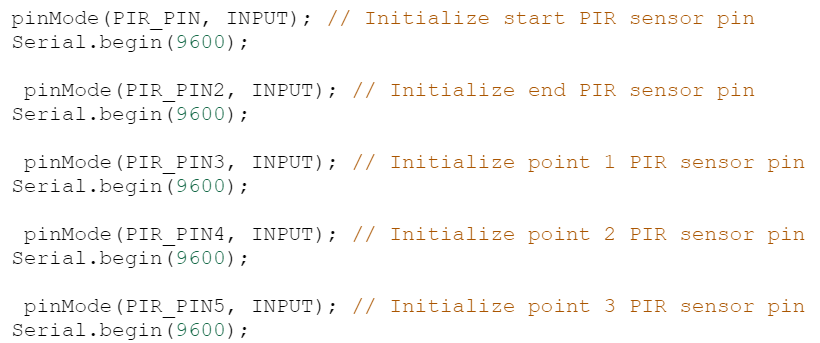 pinMode(PIR_PIN, INPUT); // Initialize start PIR sensor pin
Serial.begin(9600);
pinMode(PIR_PIN2, INPUT); // Initialize end PIR sensor pin
Serial.begin(9600);
pinMode(PIR_PIN3, INPUT); // Initialize point 1 PIR sensor pin
Serial.begin(9600);
pinMode(PIR_PIN4, INPUT); // Initialize point 2 PIR sensor pin
Serial.begin(9600);
pinMode(PIR_PIN5, INPUT); // Initialize point 3 PIR sensor pin
Serial.begin(9600);